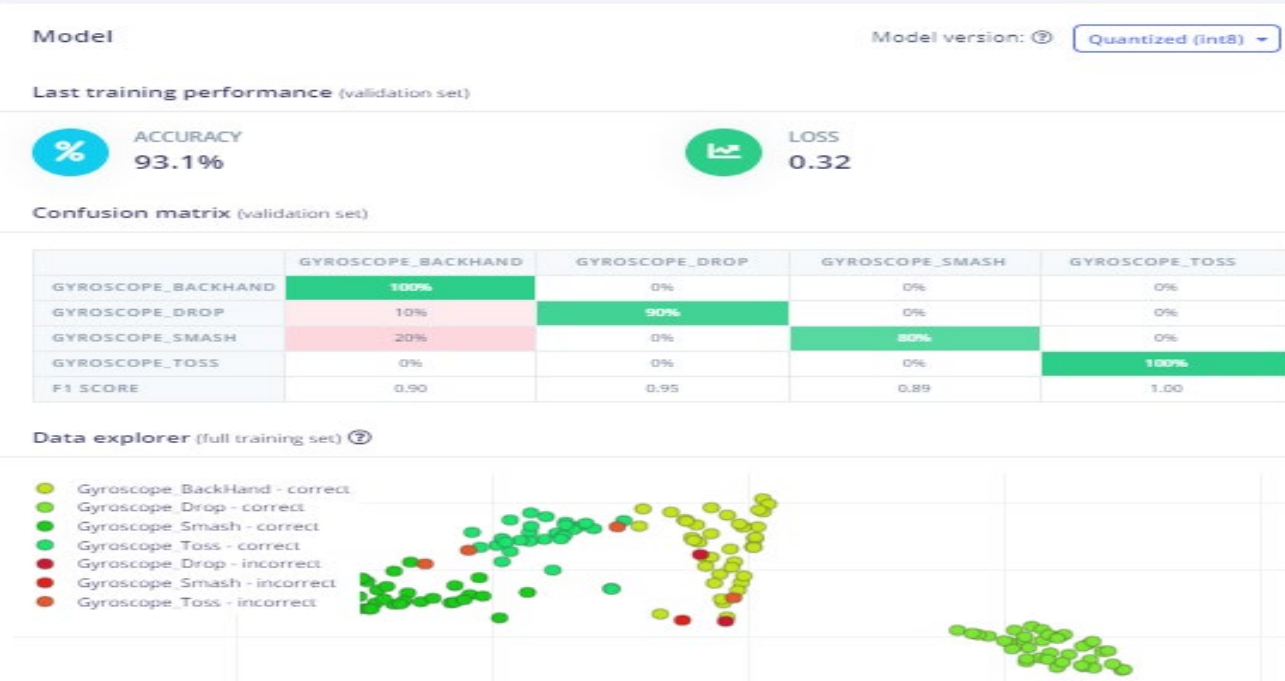 Model
Model version: Quantized (int8)
Last training performance (validation set)
ACCURACY
93.1%
LOSS
0.32
Confusion matrix (validation set)
GYROSCOPE_BACKHAND GYROSCOPE_DROP GYROSCOPE_SMASH GYROSCOPE_TOSS
GYROSCOPE_BACKHAND 100% 0% 0% 0%
GYROSCOPE_DROP 10% 90% 0% 0%
GYROSCOPE_SMASH 20% 0% 80% 0%
GYROSCOPE_TOSS 0% 0% 0% 100%
F1 SCORE 0.90 0.95 0.89 1.00
Data explorer (full training set)
Gyroscope_BackHand - correct
Gyroscope_Drop - correct
Gyroscope_Smash - correct
Gyroscope_Toss - correct
Gyroscope_Drop - incorrect
Gyroscope_Smash - incorrect
Gyroscope_Toss - incorrect